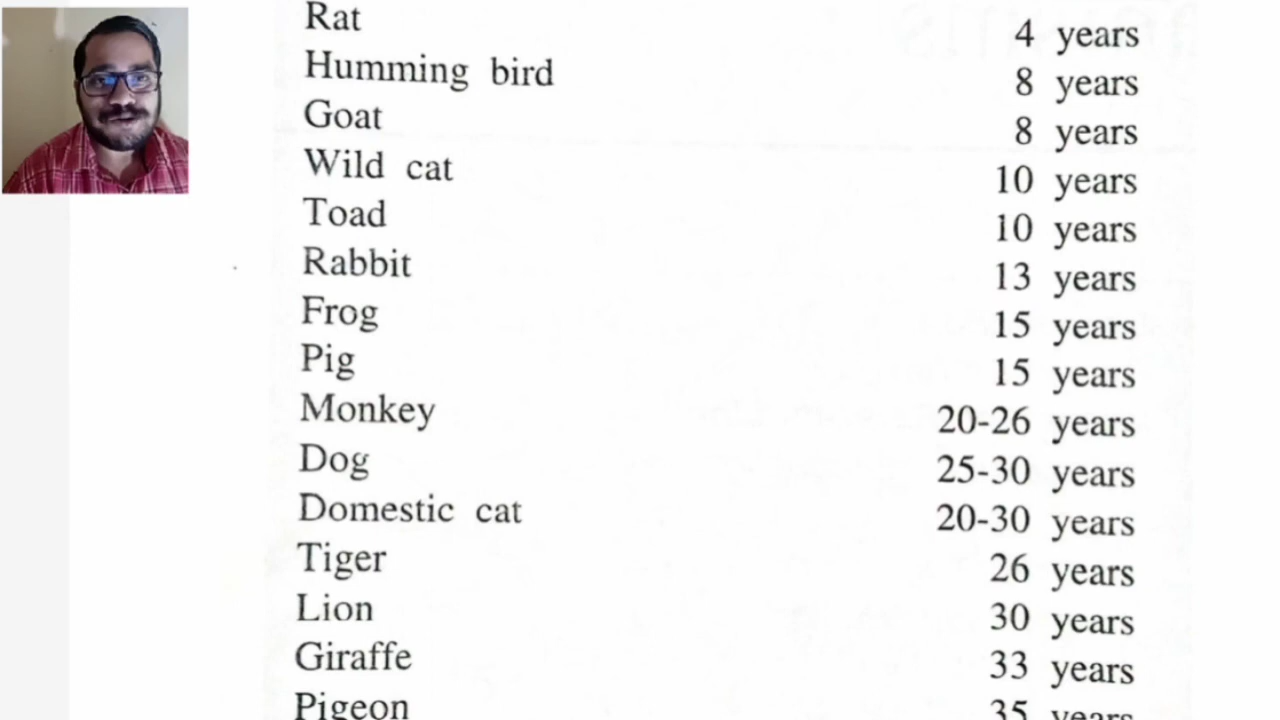 Rat 4 years
Humming bird 8 years
Goat 8 years
Wild cat 10 years
Toad 10 years
Rabbit 13 years
Frog 15 years
Pig 15 years
Monkey 20-26 years
Dog 25-30 years
Domestic cat 20-30 years
Tiger 26 years
Lion 30 years
Giraffe 33 years
Pigeon 35 years